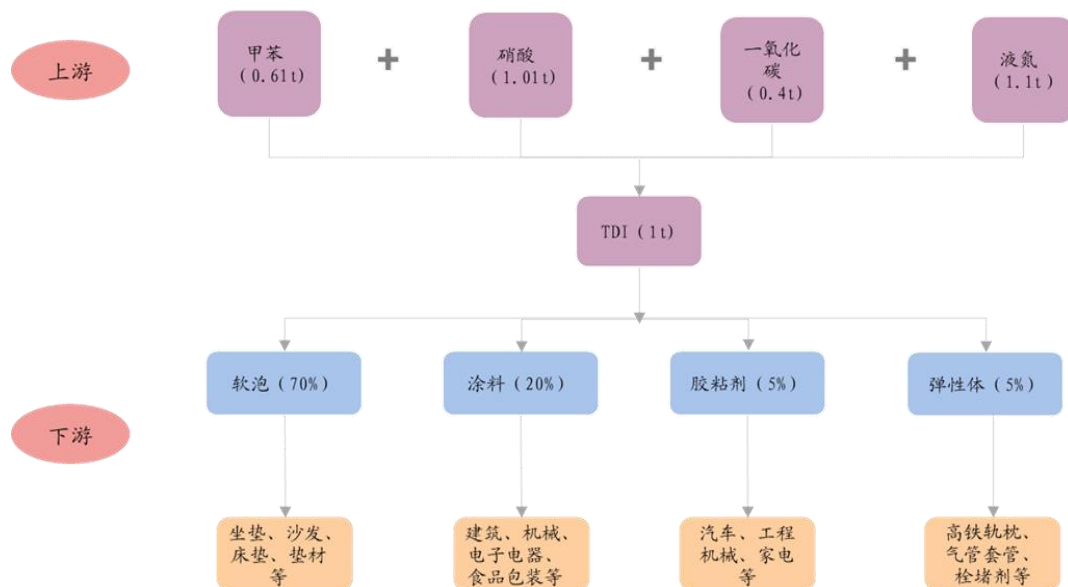 上游
甲苯
(0.61t)
+
硝酸
(1.01t)
+
一氧化
碳
(0.4t)
+
液氮
(1.1t)
TDI(1t)
下游
软泡(70%)
涂料(20%)
胶粘剂(5%)
弹性体(5%)
坐垫、沙发、
床垫、垫材
等
建筑、机械、
电子电器、
食品包装等
汽车、工程
机械、家电
等
高铁轨枕、
气管套管、
栓堵剂等